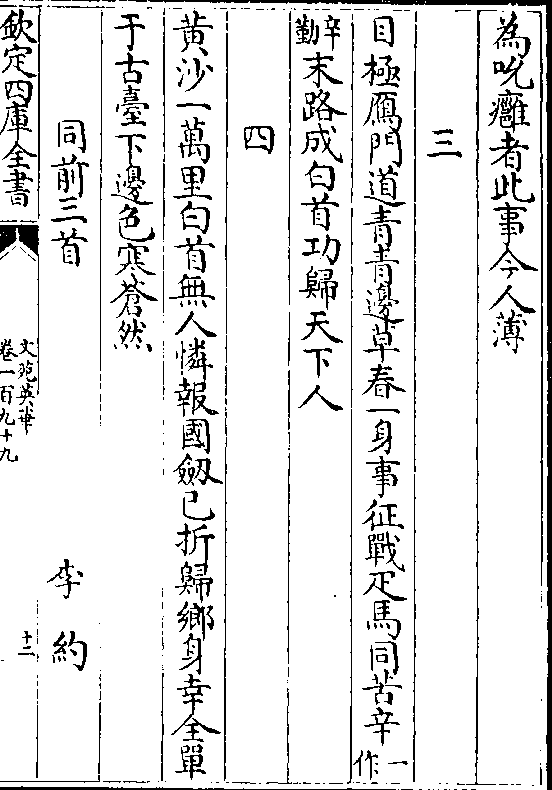 為吮癰者此事今人薄
三
目極鴈門道青青邊草春一身事征戰疋馬同苦辛一作
辛勤末路成白首功歸天下人
四
黄沙一萬里白首無人憐報國劒已折歸鄉身幸全單
于古臺下邊色寒蒼然
同前三首 李約
欽定四庫全書
文苑英華
卷一百九十九
十二